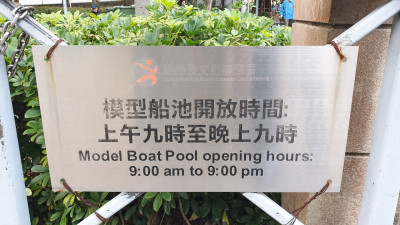 模型船池開放時間:
上午九時至晚上九時
Model Boat Pool opening hours:
9:00 am to 9:00 pm